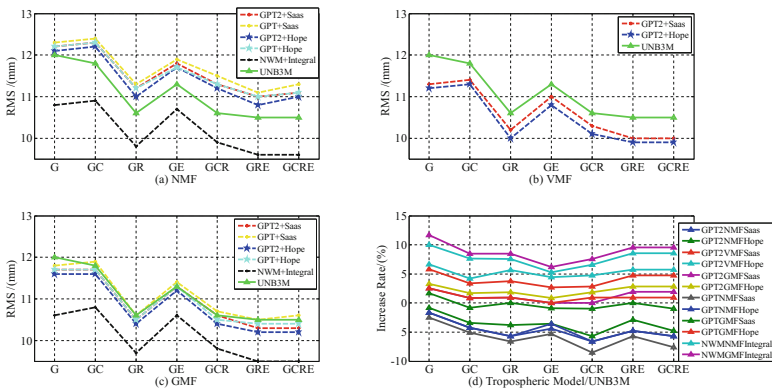 RMS /(mm)
13
12
11
10
G GC GR GE GCR GRE GCRE
(a) NMF
GPT2+Saas
GPT+Saas
GPT2+Hope
GPT+Hope
NWM+Integral
UNB3M
RMS /(mm)
13
12
11
10
G GC GR GE GCR GRE GCRE
(b) VMF
GPT2+Saas
GPT2+Hope
UNB3M
RMS /(mm)
13
12
11
10
G GC GR GE GCR GRE GCRE
(c) GMF
GPT2+Saas
GPT+Saas
GPT2+Hope
GPT+Hope
NWM+Integral
UNB3M
Increase Rate/(%)
15
10
5
0
-5
-10
G GC GR GE GCR GRE GCRE
(d) Tropospheric Model/UNB3M
GPT2NMFSaas
GPT2NMFHope
GPT2VMFSaas
GPT2VMFHope
GPT2GMFSaas
GPT2GMFHope
GPTNMFSaas
GPTNMFHope
GPTGMFSaas
GPTGMFHope
NWMNMFIntegral
NWMGMFIntegral